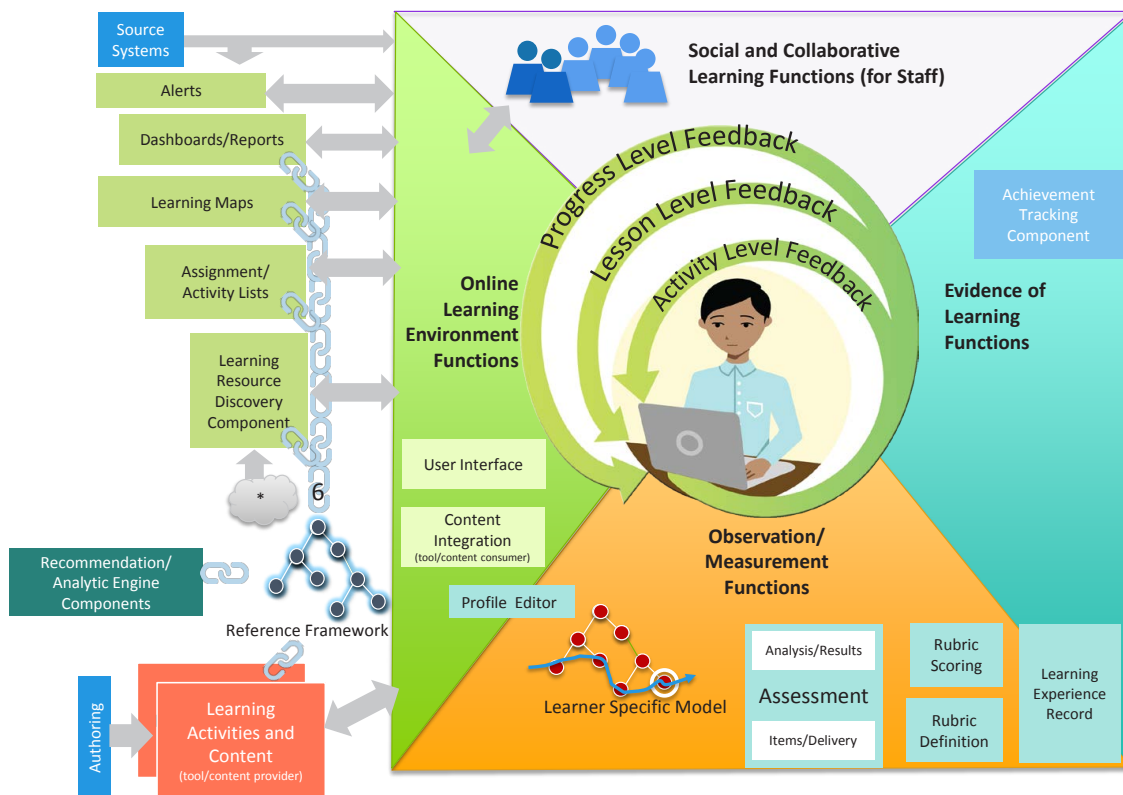 Source
Systems
Alerts
Dashboards/Reports
Learning Maps
Assignment/
Activity Lists
Learning
Resource
Discovery
Component
*
6
Recommendation/
Analytic Engine
Components
Reference Framework
Authoring
Learning
Activities and
Content
(tool/content provider)
Social and Collaborative
Learning Functions (for Staff)
Progress Level Feedback
Lesson Level Feedback
Activity Level Feedback
Online
Learning
Environment
Functions
User Interface
Content
Integration
(tool/content consumer)
Profile Editor
Learner Specific Model
Observation/
Measurement
Functions
Analysis/Results
Assessment
Items/Delivery
Rubric
Scoring
Rubric
Definition
Learning
Experience
Record
Achievement
Tracking
Component
Evidence of
Learning
Functions